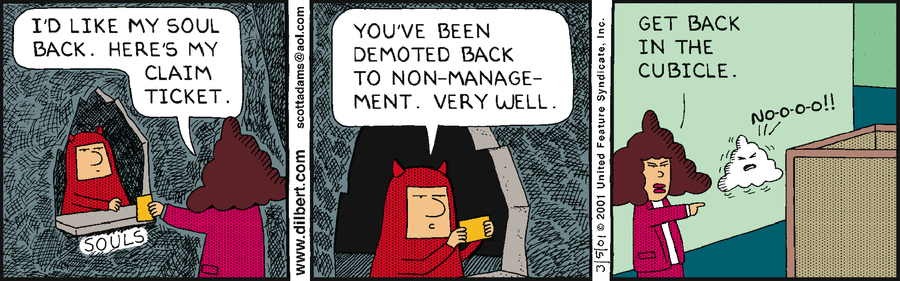 I'D LIKE MY SOUL
BACK. HERE'S MY
CLAIM
TICKET.
SOULS
scottadams@aol.com
www.dilbert.com
YOU'VE BEEN
DEMOTED BACK
TO NON-MANAGE-
MENT. VERY WELL.
3/5/01 © 2001 United Feature Syndicate, Inc.
GET BACK
IN THE
CUBICLE.
NO-O-O-O!!